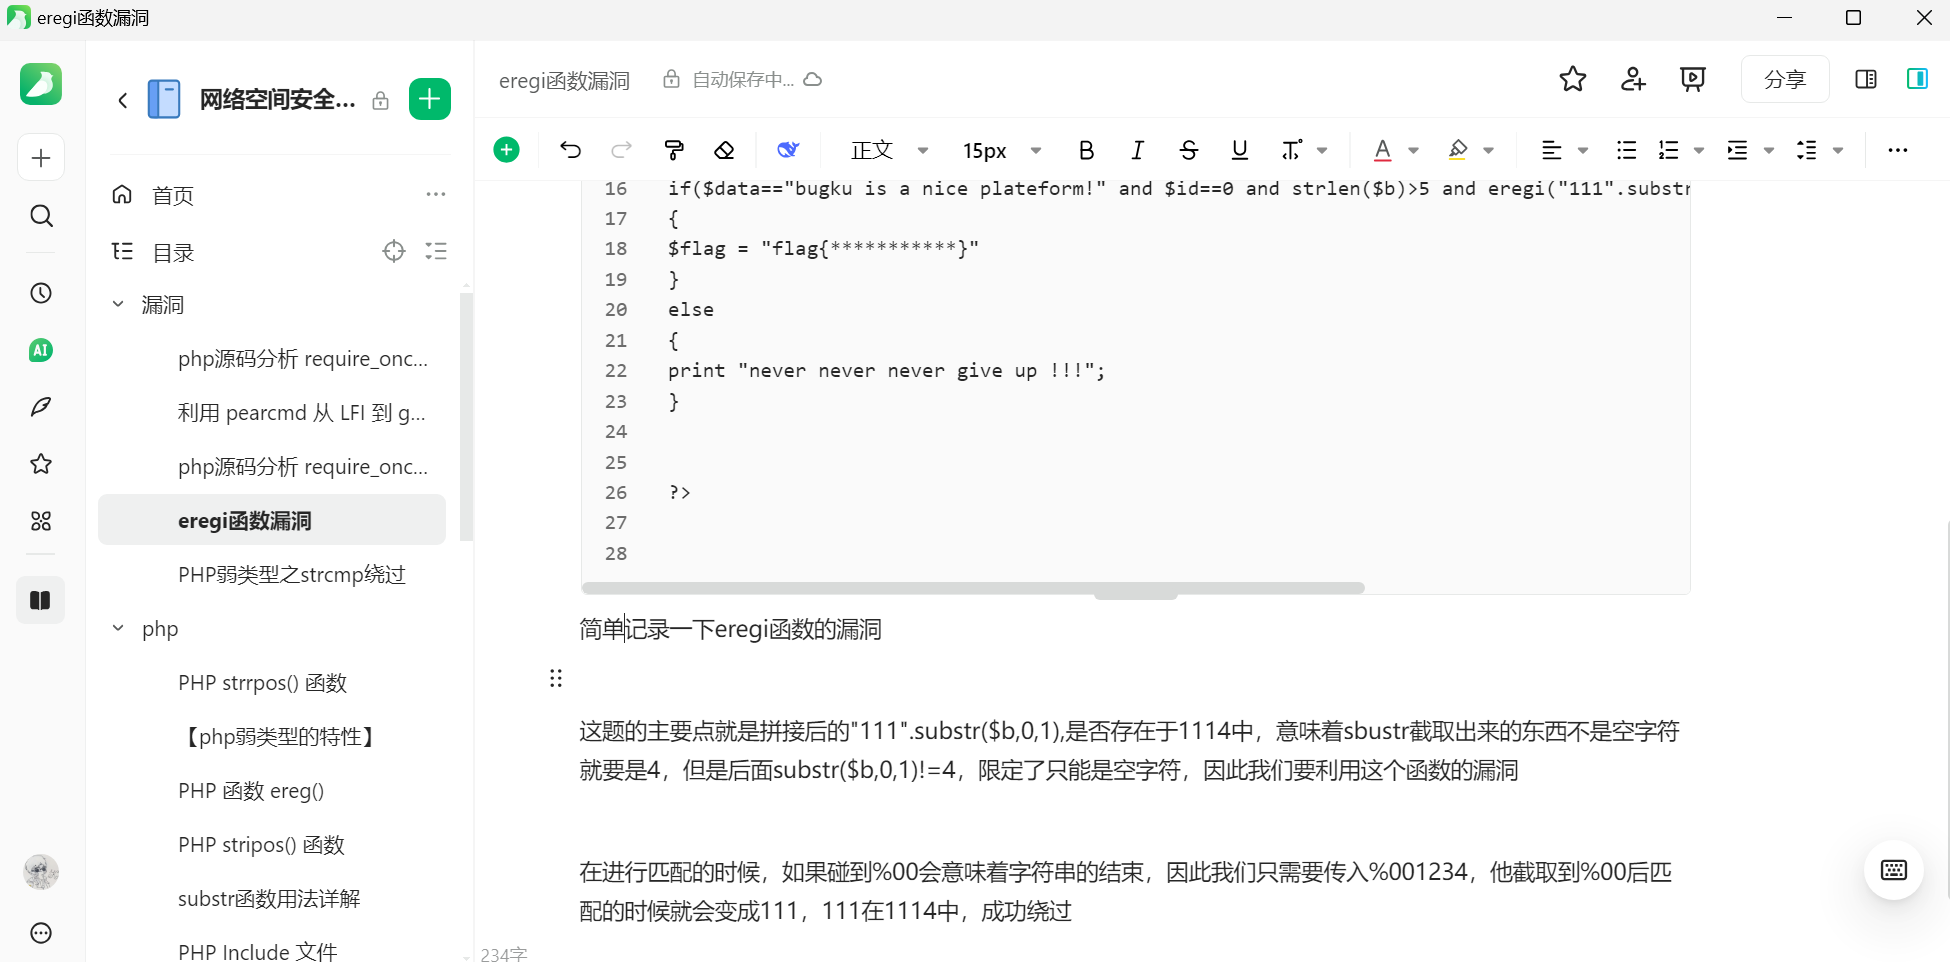 eregi函数漏洞
网络空间安全...
eregi函数漏洞
自动保存中...
分享
正文
15px
首页
目录
漏洞
php源码分析 require_onc...
利用 pearcmd 从 LFI 到 g...
php源码分析 require_onc...
eregi函数漏洞
PHP弱类型之strcmp绕过
php
PHP strrpos() 函数
【php弱类型的特性】
PHP 函数 ereg()
PHP stripos() 函数
substr函数用法详解
PHP Include 文件
AI
16 if($data=="bugku is a nice plateform!" and $id==0 and strlen($b)>5 and eregi("111".substr
17 {
18 $flag = "flag{***********}"
19 }
20 else
21 {
22 print "never never never give up !!!";
23 }
24
25
26 ?>
27
28
简单记录一下eregi函数的漏洞
这题的主要点就是拼接后的"111".substr($b,0,1),是否存在于1114中，意味着sbustr截取出来的东西不是空字符
就要是4，但是后面substr($b,0,1)!=4，限定了只能是空字符，因此我们要利用这个函数的漏洞
在进行匹配的时候，如果碰到%00会意味着字符串的结束，因此我们只需要传入%001234，他截取到%00后匹
配的时候就会变成111，111在1114中，成功绕过
234字